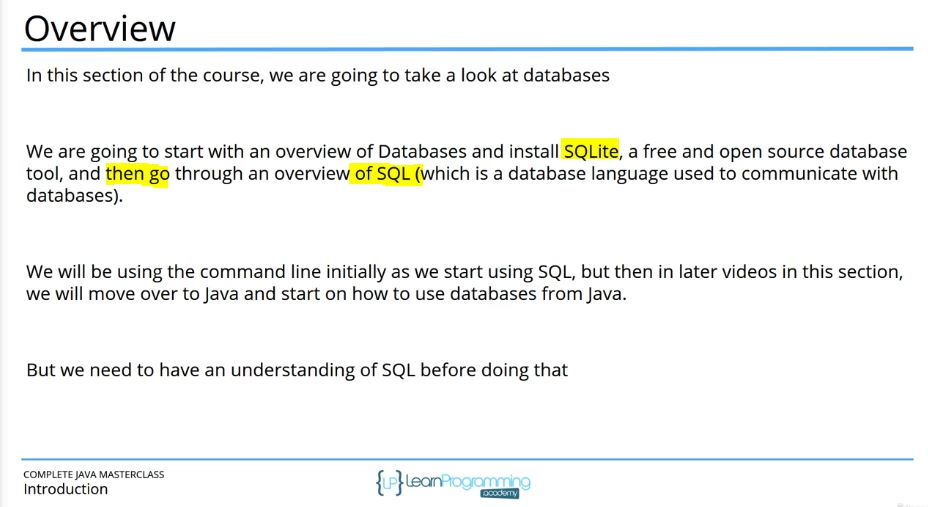 Overview
In this section of the course, we are going to take a look at databases
We are going to start with an overview of Databases and install SQLite, a free and open source database
tool, and then go through an overview of SQL (which is a database language used to communicate with
databases).
We will be using the command line initially as we start using SQL, but then in later videos in this section,
we will move over to Java and start on how to use databases from Java.
But we need to have an understanding of SQL before doing that
COMPLETE JAVA MASTERCLASS
Introduction
{LP} LearnProgramming
academy